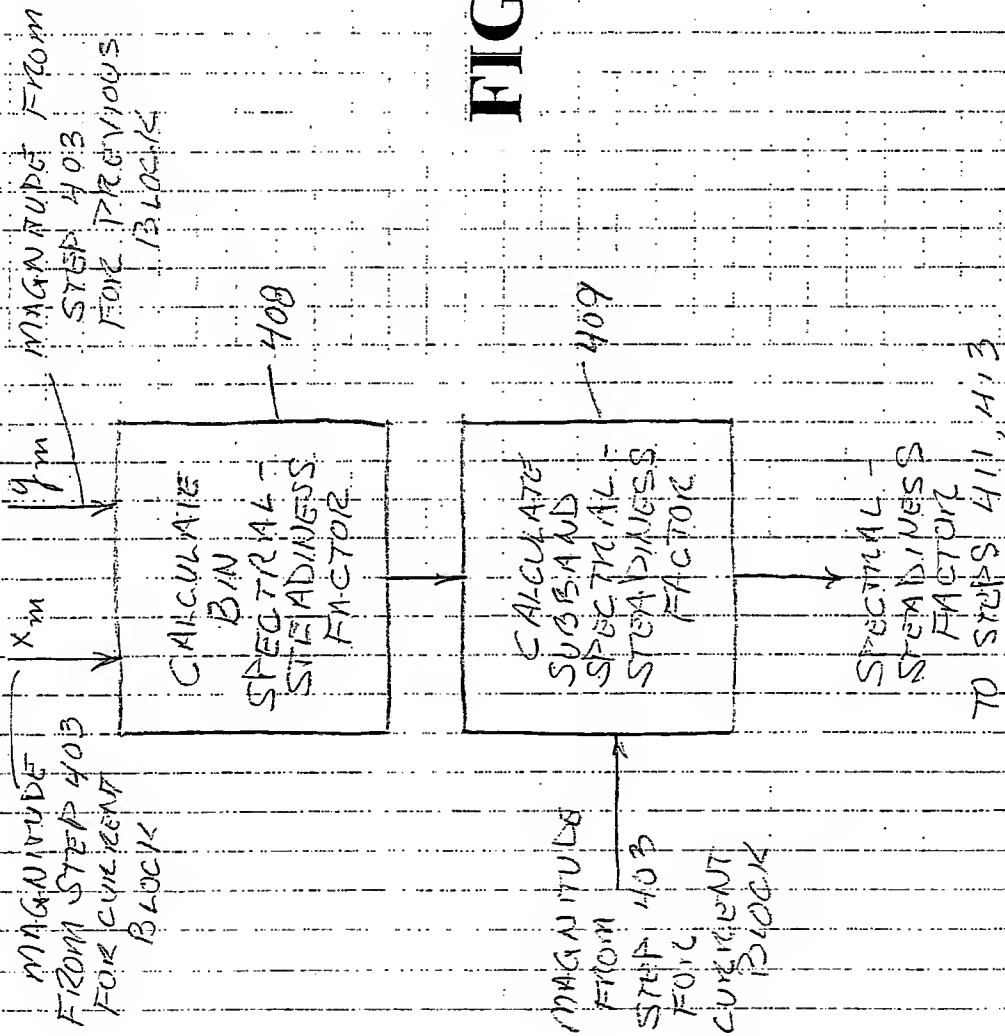 MAGNITUDE
FROM STEP 403
FOR CURRENT
BLOCK
Xm
ym
MAGNITUDE FROM
STEP 403
FOR PREVIOUS
BLOCK
CALCULATE
BIN
SPECTRAL-
STEADINESS
FACTOR
408
MAGNITUDE
FROM
STEP 403
FOR
CURRENT
BLOCK
CALCULATE
SUBBAND
SPECTRAL-
STEADINESS
FACTOR
409
SPECTRAL-
STEADINESS
FACTOR
TO STEPS 411, 413
FIG